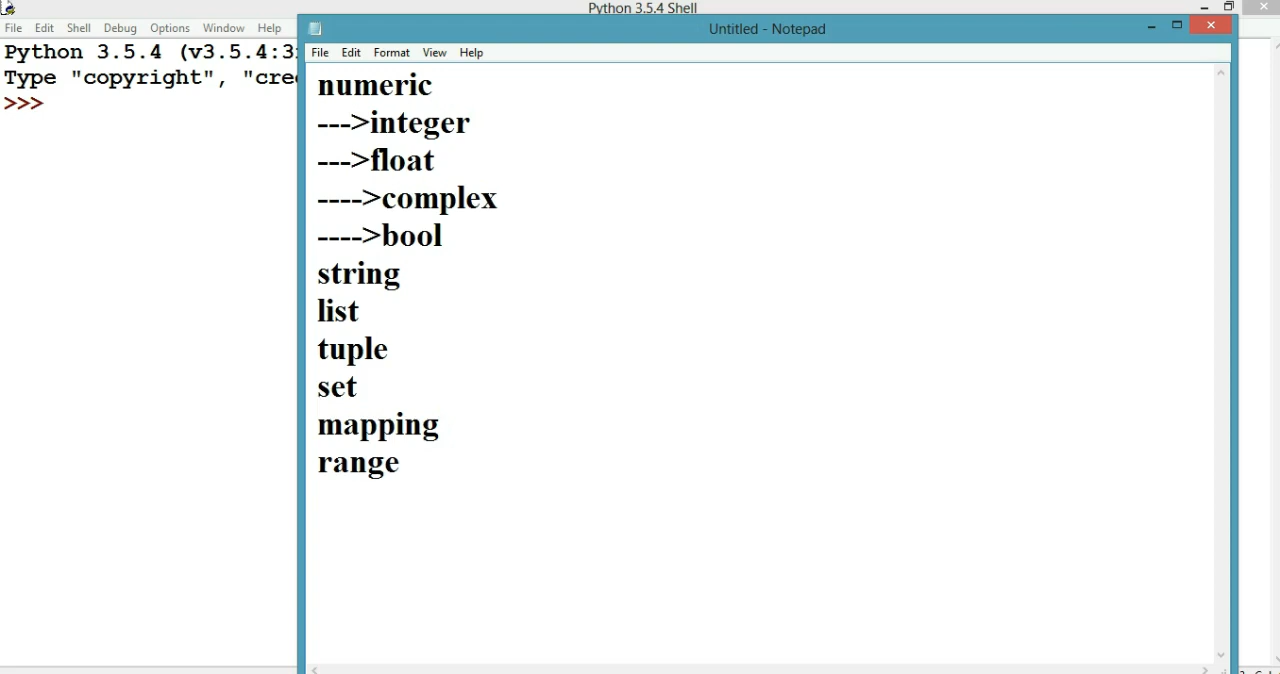 Python 3.5.4 Shell
File Edit Shell Debug Options Window Help
Python 3.5.4 (v3.5.4:
Type "copyright", "cre
>>>
Untitled - Notepad
File Edit Format View Help
numeric
--->integer
--->float
---->complex
---->bool
string
list
tuple
set
mapping
range